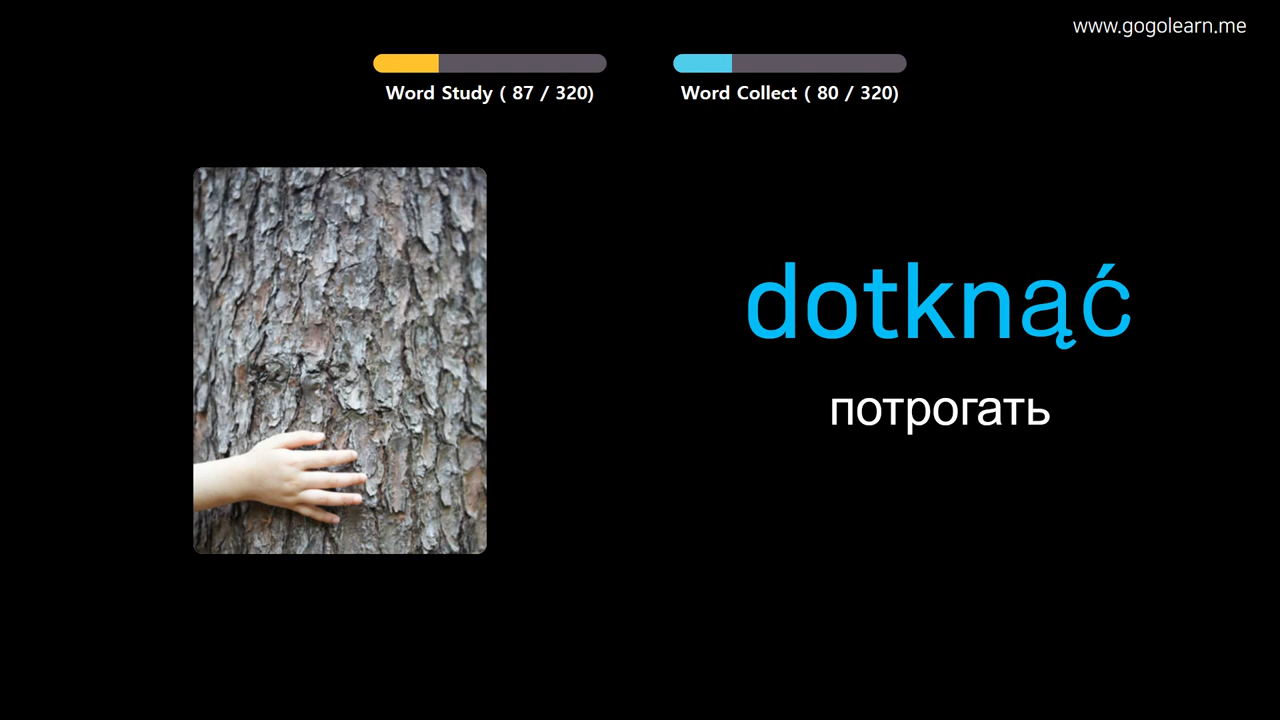 www.gogolearn.me
Word Study ( 87 / 320)
Word Collect ( 80 / 320)
dotknąć
потрогать